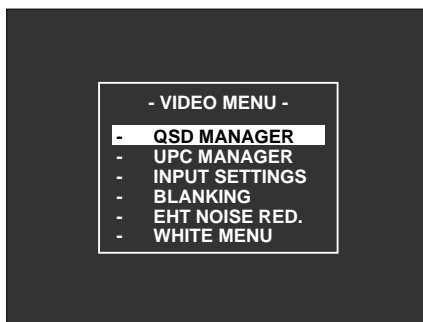 - VIDEO MENU -
- QSD MANAGER
- UPC MANAGER
- INPUT SETTINGS
- BLANKING
- EHT NOISE RED.
- WHITE MENU